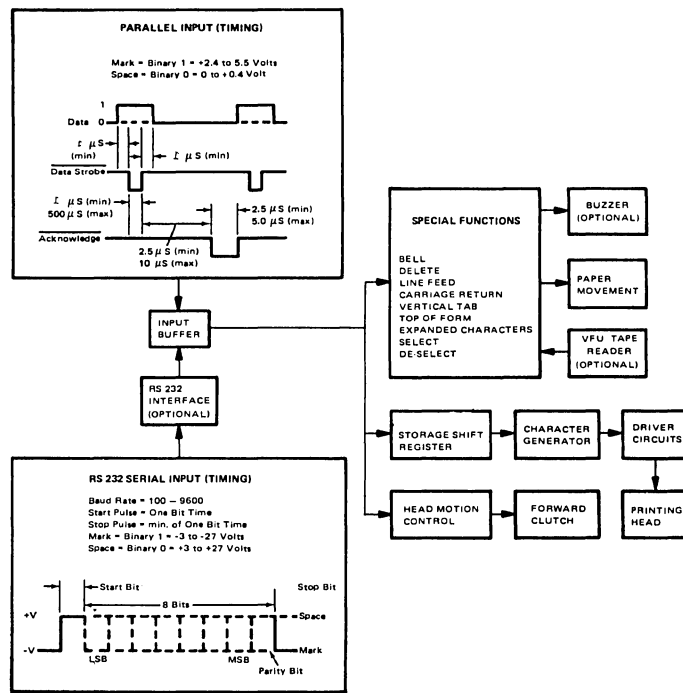 PARALLEL INPUT (TIMING)
Mark = Binary 1 = +2.4 to 5.5 Volts
Space = Binary 0 = 0 to +0.4 Volt
1
0
Data
μS
(min)
μS (min)
Data Strobe
μS (min)
500 μS (max)
2.5 μS (min)
5.0 μS (max)
Acknowledge
2.5 μS (min)
10 μS (max)
INPUT
BUFFER
RS 232
INTERFACE
(OPTIONAL)
RS 232 SERIAL INPUT (TIMING)
Baud Rate = 100 – 9600
Start Pulse = One Bit Time
Stop Pulse = min. of One Bit Time
Mark = Binary 1 = -3 to -27 Volts
Space = Binary 0 = +3 to +27 Volts
Start Bit
Stop Bit
8 Bits
+V
Space
-V
Mark
LSB
MSB
Parity Bit
SPECIAL FUNCTIONS
BELL
DELETE
LINE FEED
CARRIAGE RETURN
VERTICAL TAB
TOP OF FORM
EXPANDED CHARACTERS
SELECT
DE-SELECT
BUZZER
(OPTIONAL)
PAPER
MOVEMENT
VFU TAPE
READER
(OPTIONAL)
STORAGE SHIFT
REGISTER
CHARACTER
GENERATOR
DRIVER
CIRCUITS
HEAD MOTION
CONTROL
FORWARD
CLUTCH
PRINTING
HEAD